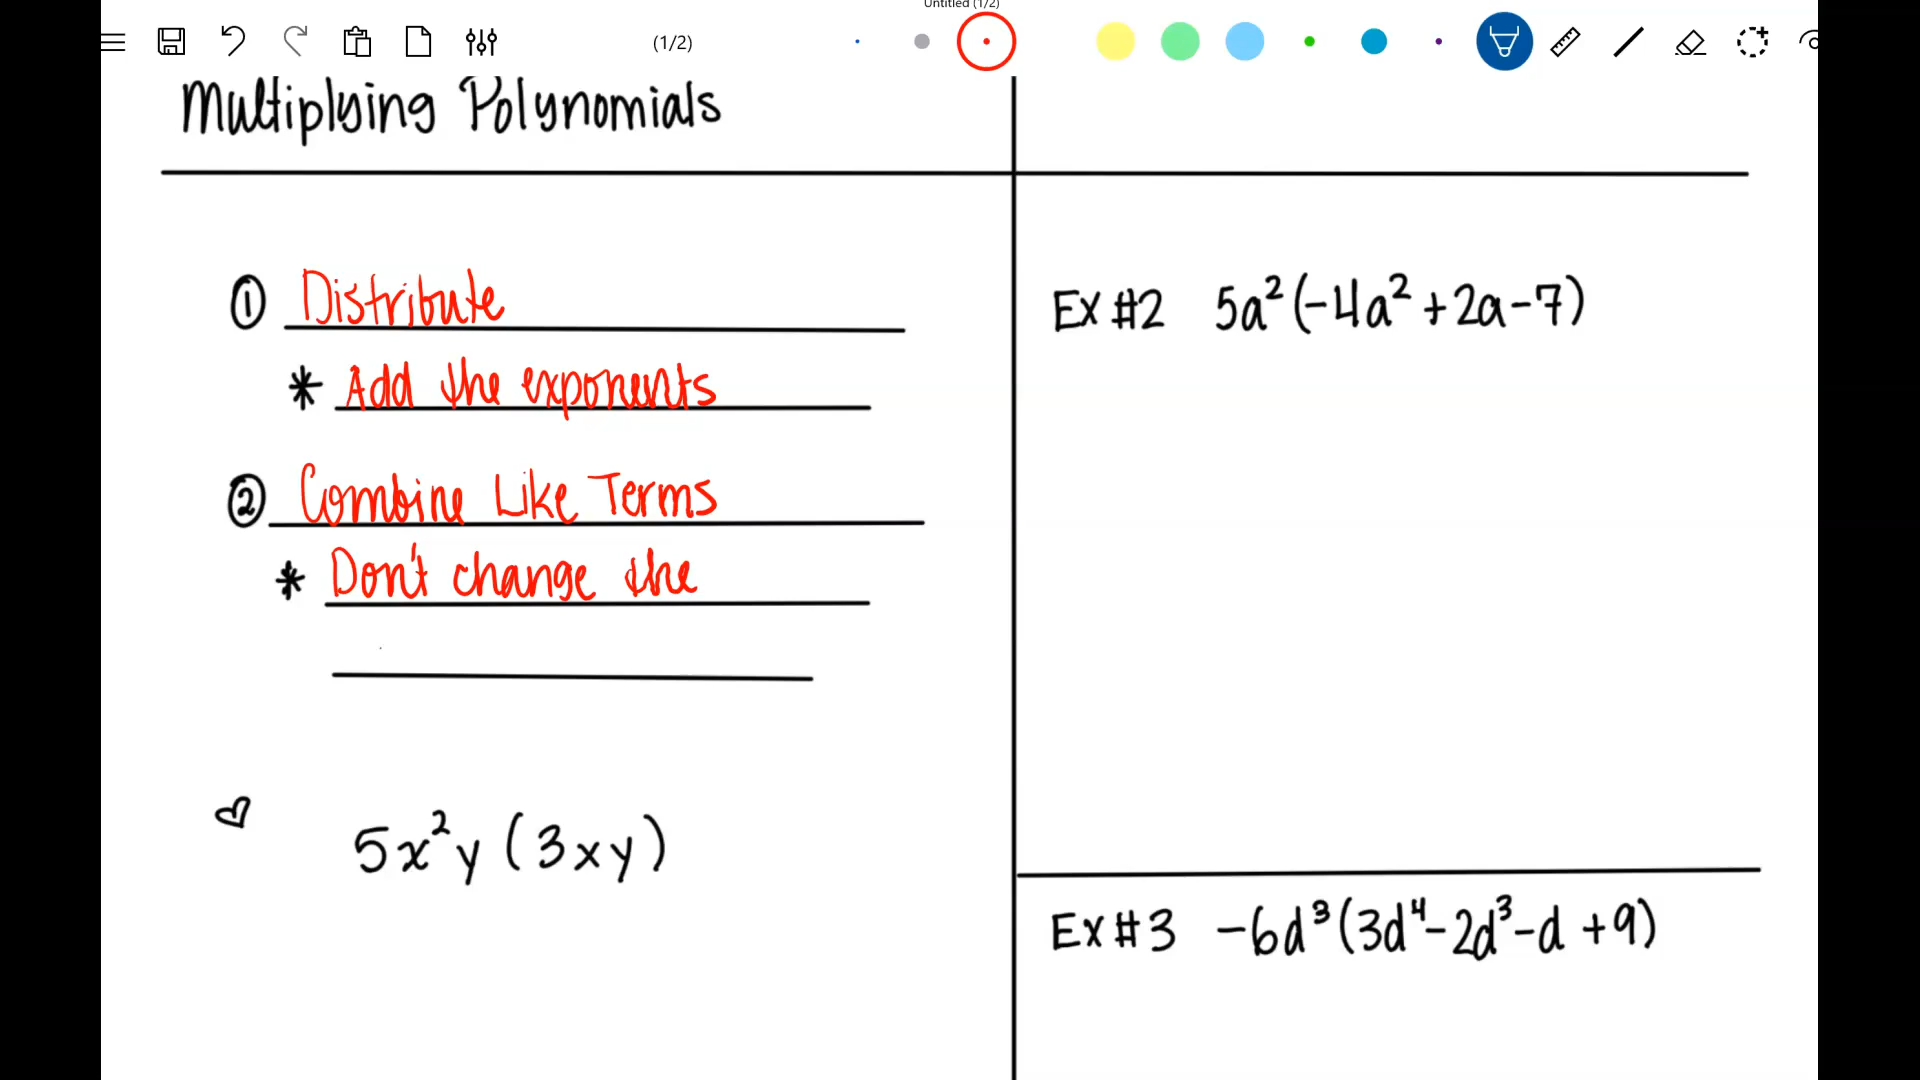 Untitled (1/2)
(1/2)
Multiplying Polynomials
① Distribute
* Add the exponents
② Combine Like Terms
* Don't change the
5x²y (3xy)
Ex #2 5a² (-4a² + 2a - 7)
Ex #3 -6d³ (3d⁴ - 2d³ - d + 9)